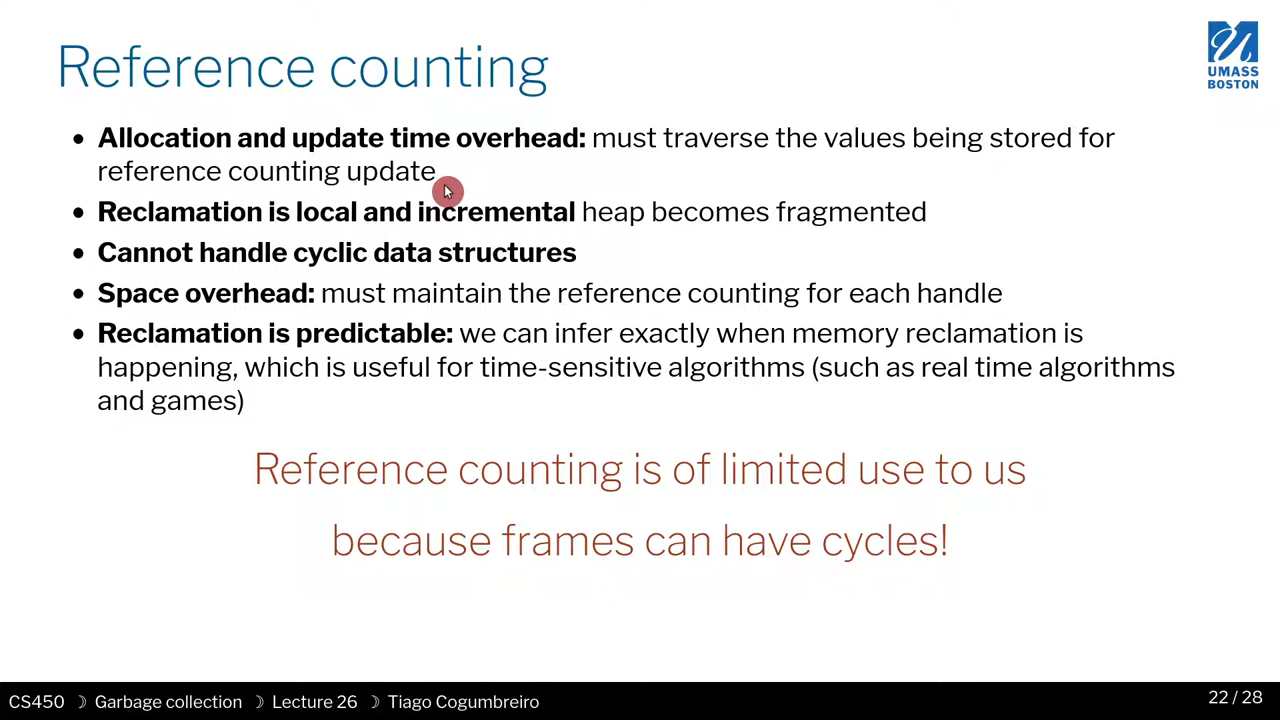 Reference counting
UMASS
BOSTON
• Allocation and update time overhead: must traverse the values being stored for
reference counting update
• Reclamation is local and incremental heap becomes fragmented
• Cannot handle cyclic data structures
• Space overhead: must maintain the reference counting for each handle
• Reclamation is predictable: we can infer exactly when memory reclamation is
happening, which is useful for time-sensitive algorithms (such as real time algorithms
and games)
Reference counting is of limited use to us
because frames can have cycles!
CS450 ☽ Garbage collection ☽ Lecture 26 ☽ Tiago Cogumbreiro
22 / 28